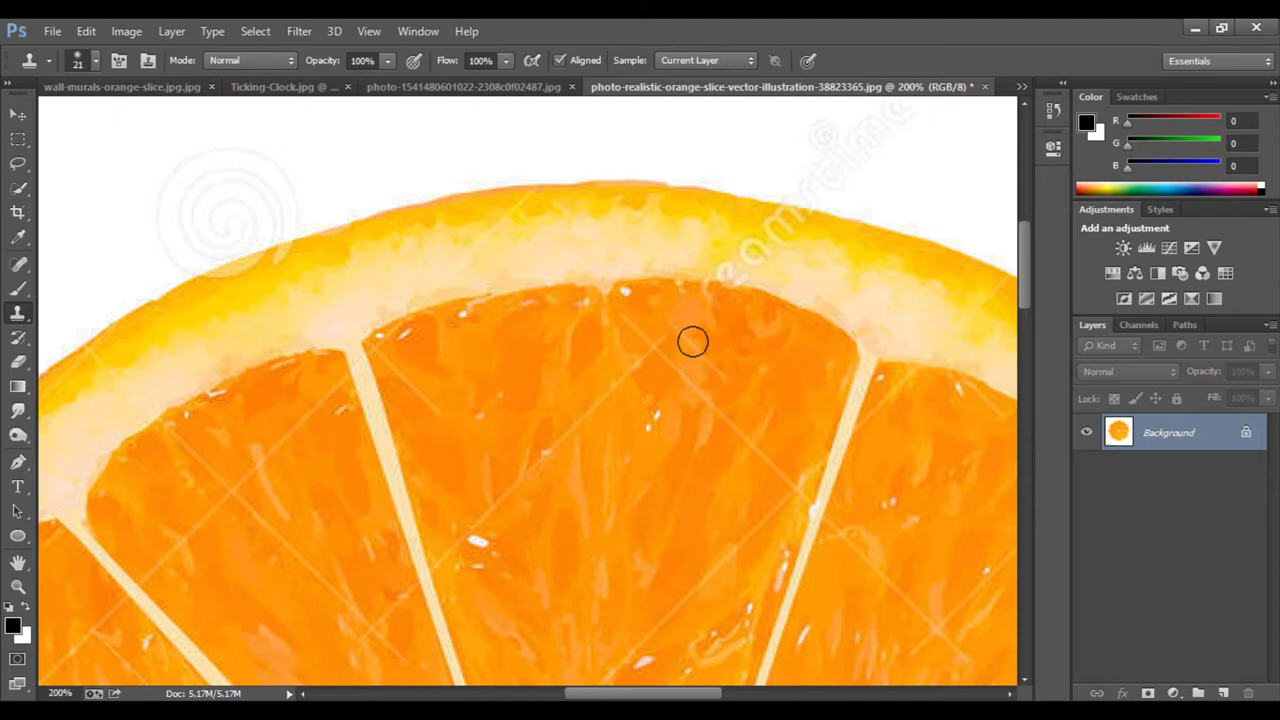 Ps File Edit Image Layer Type Select Filter 3D View Window Help
21 Mode: Normal Opacity: 100% Flow: 100% Aligned Sample: Current Layer Essentials
wall-murals-orange-slice.jpg.jpg × Ticking-Clock.jpg @ ... × photo-1541480601022-2308c0f02487.jpg × photo-realistic-orange-slice-vector-illustration-38823365.jpg @ 200% (RGB/8) * ×
Color Swatches
R 0
G 0
B 0
Adjustments Styles
Add an adjustment
Layers Channels Paths
Kind
Normal Opacity: 100%
Lock: Fill: 100%
Background
200% Doc: 5.17M/5.17M